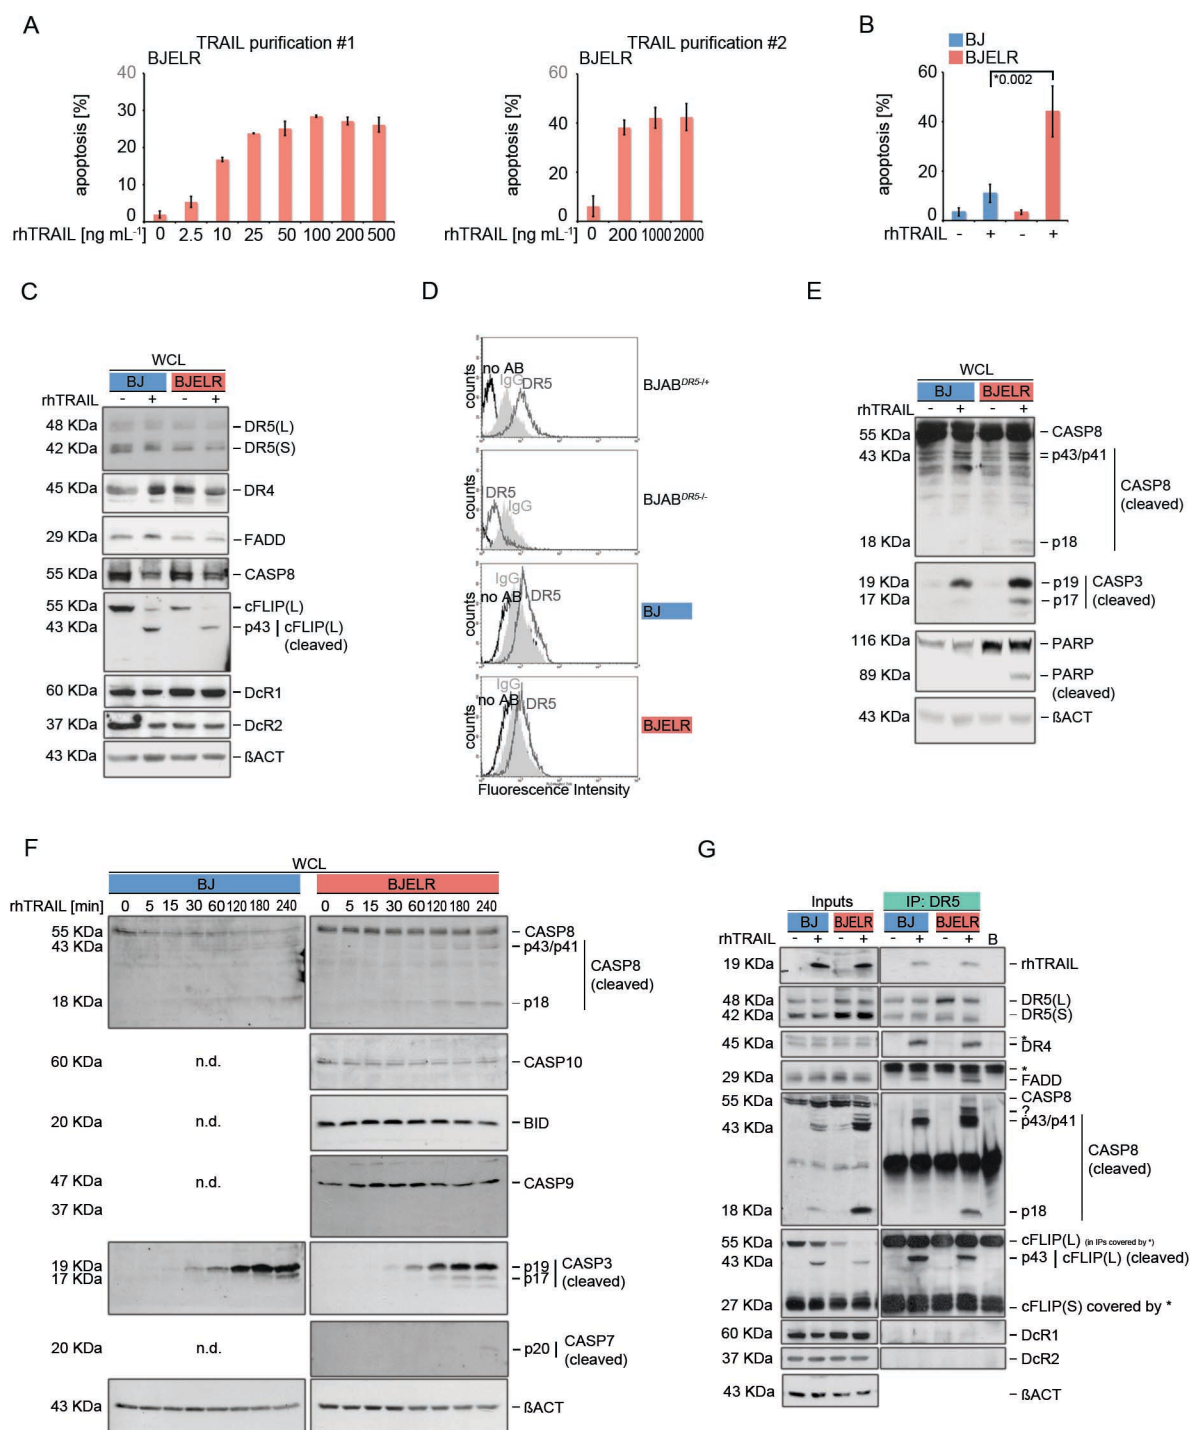 A
TRAIL purification #1
BJELR
apoptosis [%]
40
30
20
10
0
rhTRAIL [ng mL-1] 0 2.5 10 25 50 100 200 500
TRAIL purification #2
BJELR
apoptosis [%]
60
40
20
0
rhTRAIL [ng mL-1] 0 200 1000 2000
B
BJ
BJELR
*0.002
apoptosis [%]
60
40
20
0
rhTRAIL - + - +
C
WCL
BJ BJELR
rhTRAIL - + - +
48 KDa DR5(L)
42 KDa DR5(S)
45 KDa DR4
29 KDa FADD
55 KDa CASP8
55 KDa cFLIP(L)
43 KDa p43 cFLIP(L)
(cleaved)
60 KDa DcR1
37 KDa DcR2
43 KDa ßACT
D
counts
no AB
IgG
DR5
BJAB DR5-/+
counts
DR5
IgG
BJAB DR5-/-
counts
IgG
no AB
DR5
BJ
counts
IgG
no AB
DR5
BJELR
Fluorescence Intensity
E
WCL
BJ BJELR
rhTRAIL - + - +
55 KDa CASP8
43 KDa p43/p41
CASP8
(cleaved)
18 KDa p18
19 KDa p19 CASP3
17 KDa p17 (cleaved)
116 KDa PARP
89 KDa PARP
(cleaved)
43 KDa ßACT
F
WCL
BJ BJELR
rhTRAIL [min] 0 5 15 30 60 120 180 240 0 5 15 30 60 120 180 240
55 KDa CASP8
43 KDa p43/p41
CASP8
(cleaved)
18 KDa p18
60 KDa n.d. CASP10
20 KDa n.d. BID
47 KDa n.d. CASP9
37 KDa
19 KDa p19 CASP3
17 KDa p17 (cleaved)
20 KDa n.d. p20 CASP7
(cleaved)
43 KDa ßACT
G
Inputs IP: DR5
BJ BJELR BJ BJELR
rhTRAIL - + - + - + - + B
19 KDa rhTRAIL
48 KDa DR5(L)
42 KDa DR5(S)
*
45 KDa DR4
*
29 KDa FADD
55 KDa CASP8
?
43 KDa p43/p41
CASP8
(cleaved)
18 KDa p18
55 KDa cFLIP(L) (in IPs covered by *)
43 KDa p43 cFLIP(L) (cleaved)
27 KDa cFLIP(S) covered by *
60 KDa DcR1
37 KDa DcR2
43 KDa ßACT